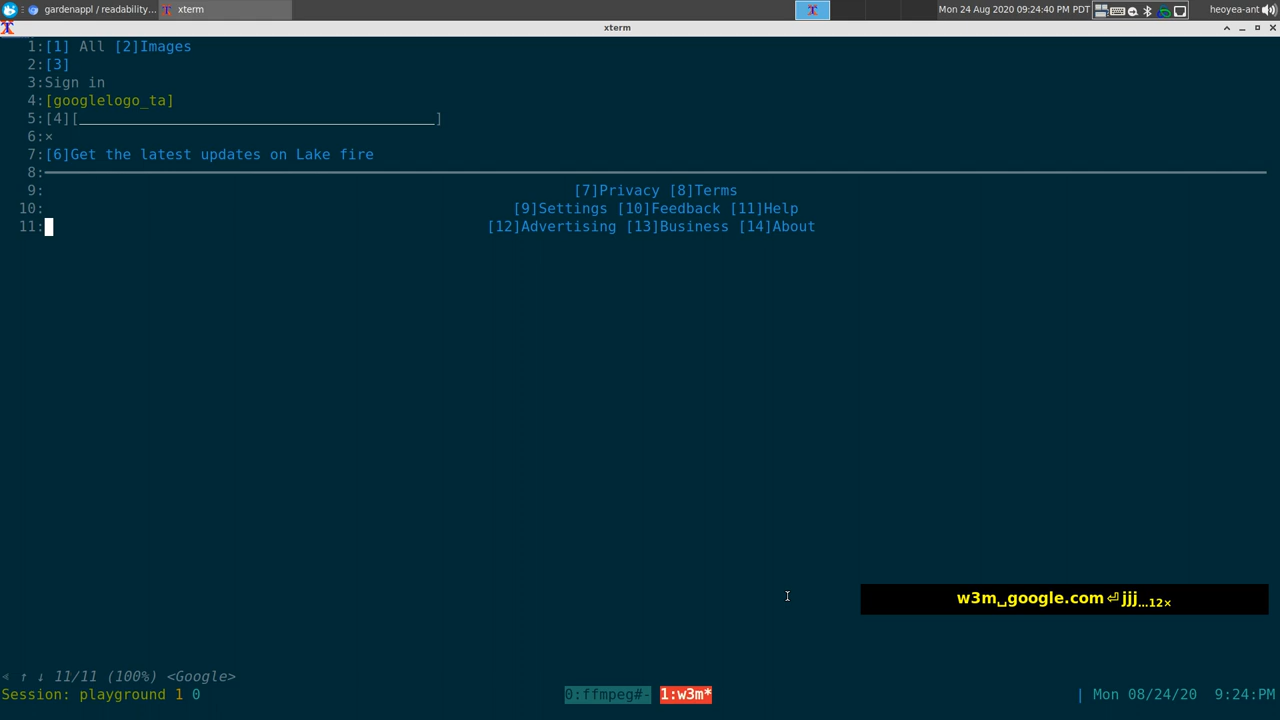 gardenappl / readability... xterm Mon 24 Aug 2020 09:24:40 PM PDT heoyea-ant
xterm
1:[1] All [2]Images
2:[3]
3:Sign in
4:[googlelogo_ta]
5:[4][_________________________________________]
6:×
7:[6]Get the latest updates on Lake fire
8:
9: [7]Privacy [8]Terms
10: [9]Settings [10]Feedback [11]Help
11: [12]Advertising [13]Business [14]About
w3m␣google.com⏎jjj…12×
⪡ ↑ ↓ 11/11 (100%) <Google>
Session: playground 1 0 0:ffmpeg#- 1:w3m* | Mon 08/24/20 9:24:PM